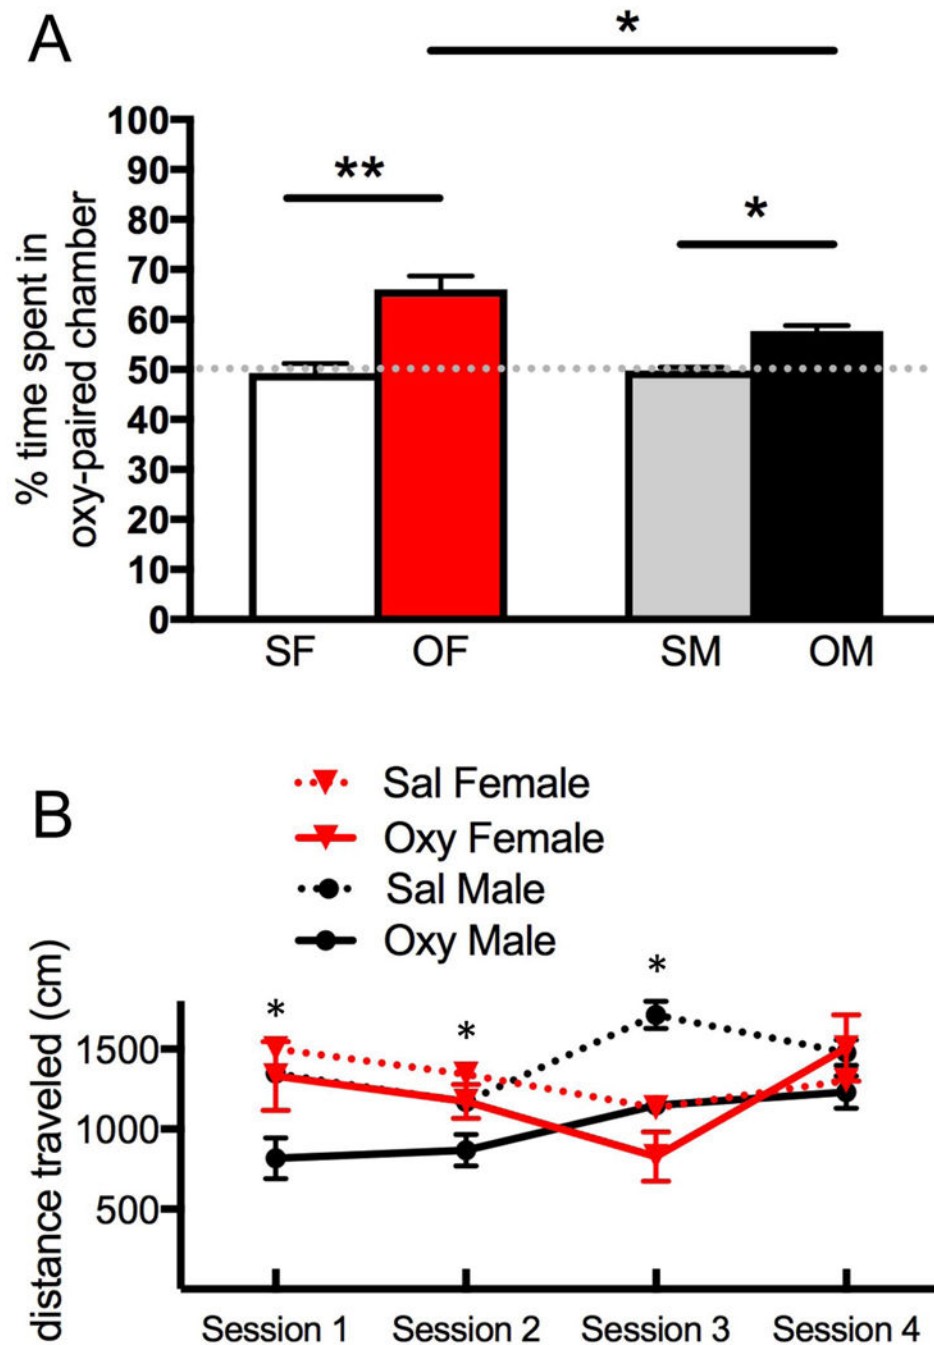 A
*
100
90
80
70
60
50
40
30
20
10
0
% time spent in
oxy-paired chamber
**
*
SF OF SM OM
B
Sal Female
Oxy Female
Sal Male
Oxy Male
distance traveled (cm)
1500
1000
500
*
*
*
Session 1 Session 2 Session 3 Session 4